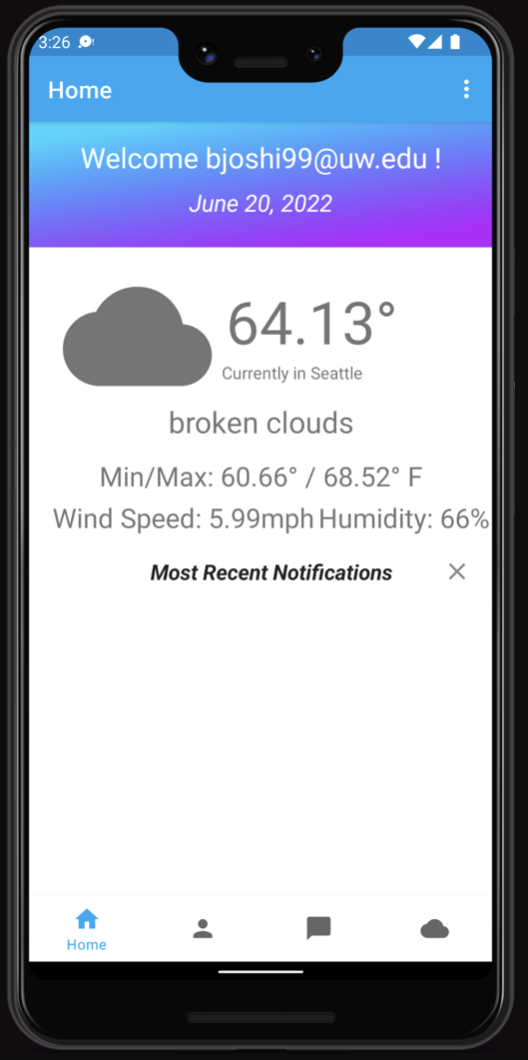 3:26
Home
Welcome bjoshi99@uw.edu !
June 20, 2022
64.13°
Currently in Seattle
broken clouds
Min/Max: 60.66° / 68.52° F
Wind Speed: 5.99mph Humidity: 66%
Most Recent Notifications
Home